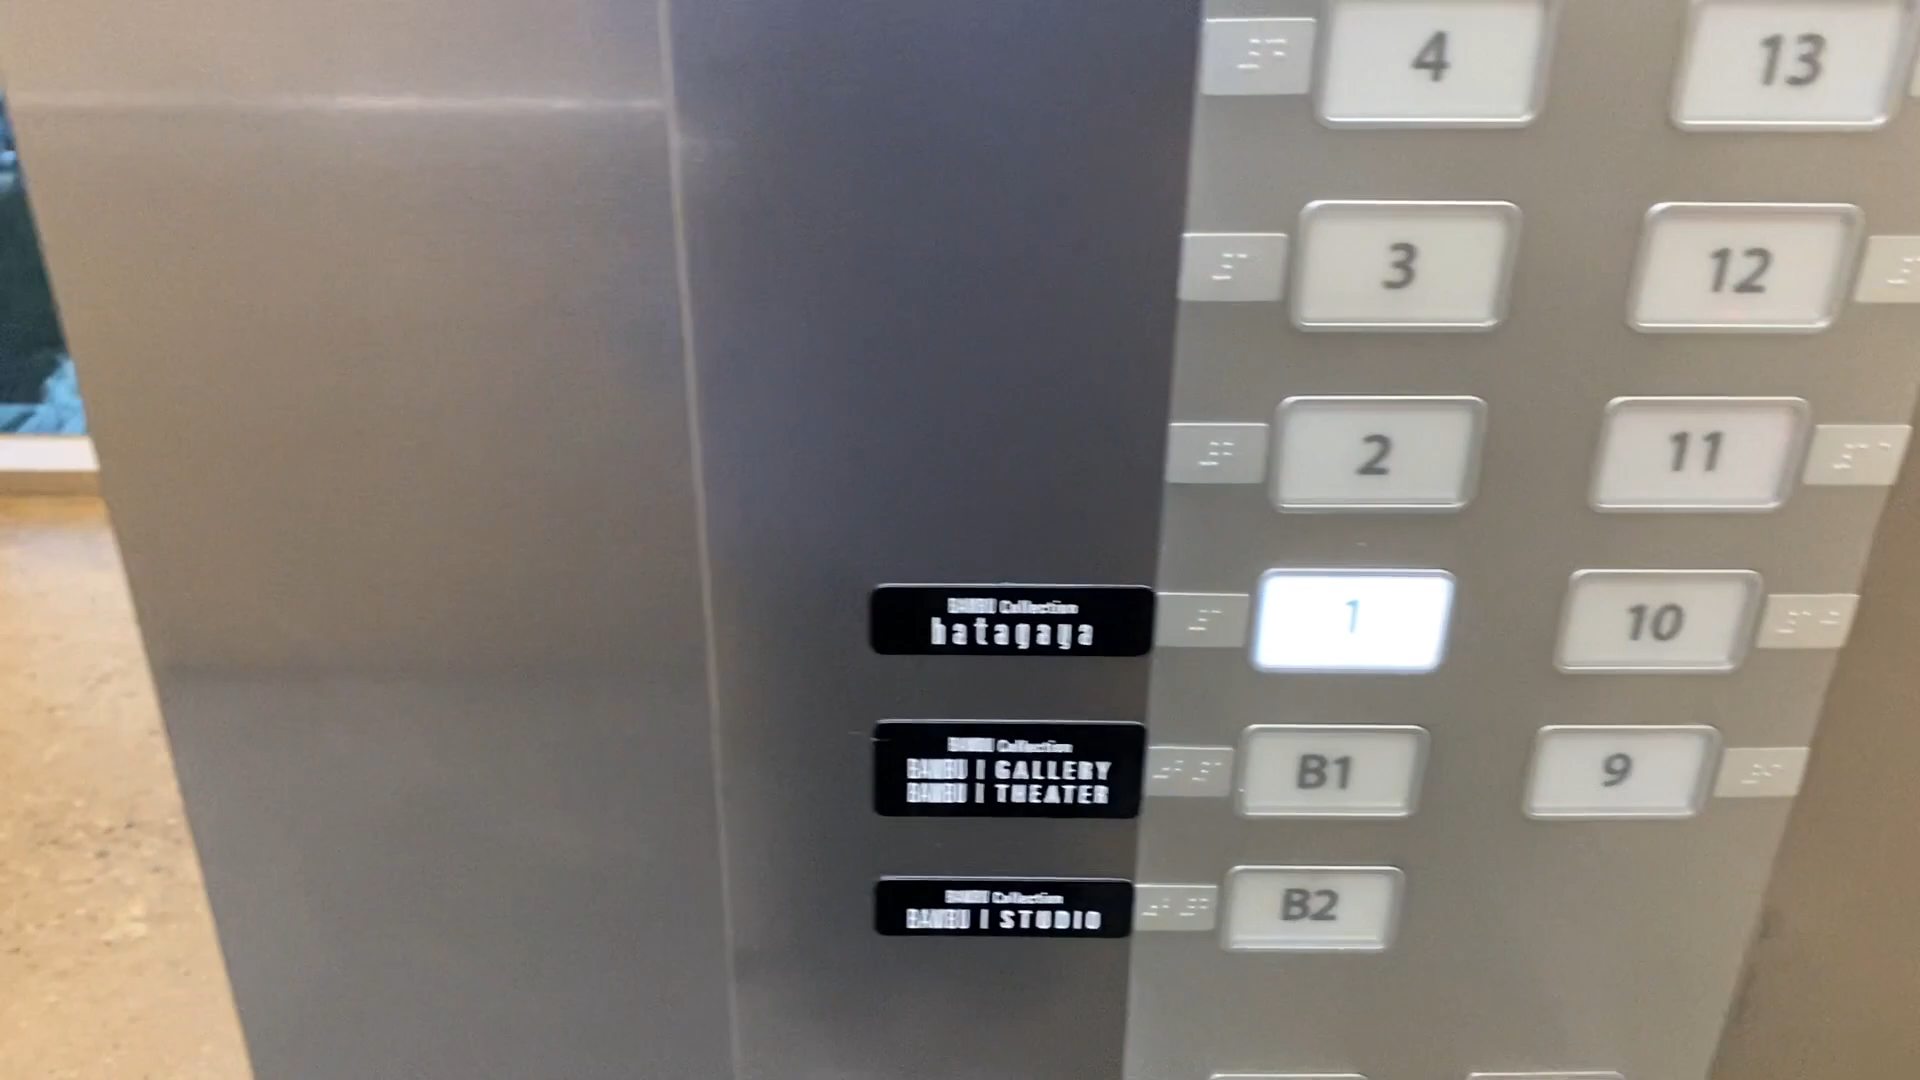 4
13
3
12
2
11
Collection
hatagaya
1
10
Collection
GALLERY
THEATER
B1
9
Collection
STUDIO
B2